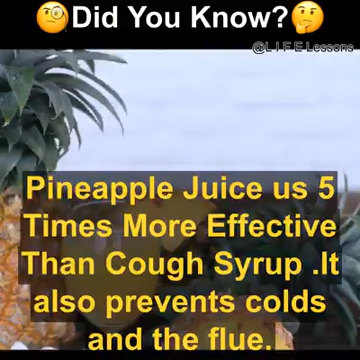 🧐Did You Know?🤔
@L I F E Lessons
Pineapple Juice us 5
Times More Effective
Than Cough Syrup .It
also prevents colds
and the flue.